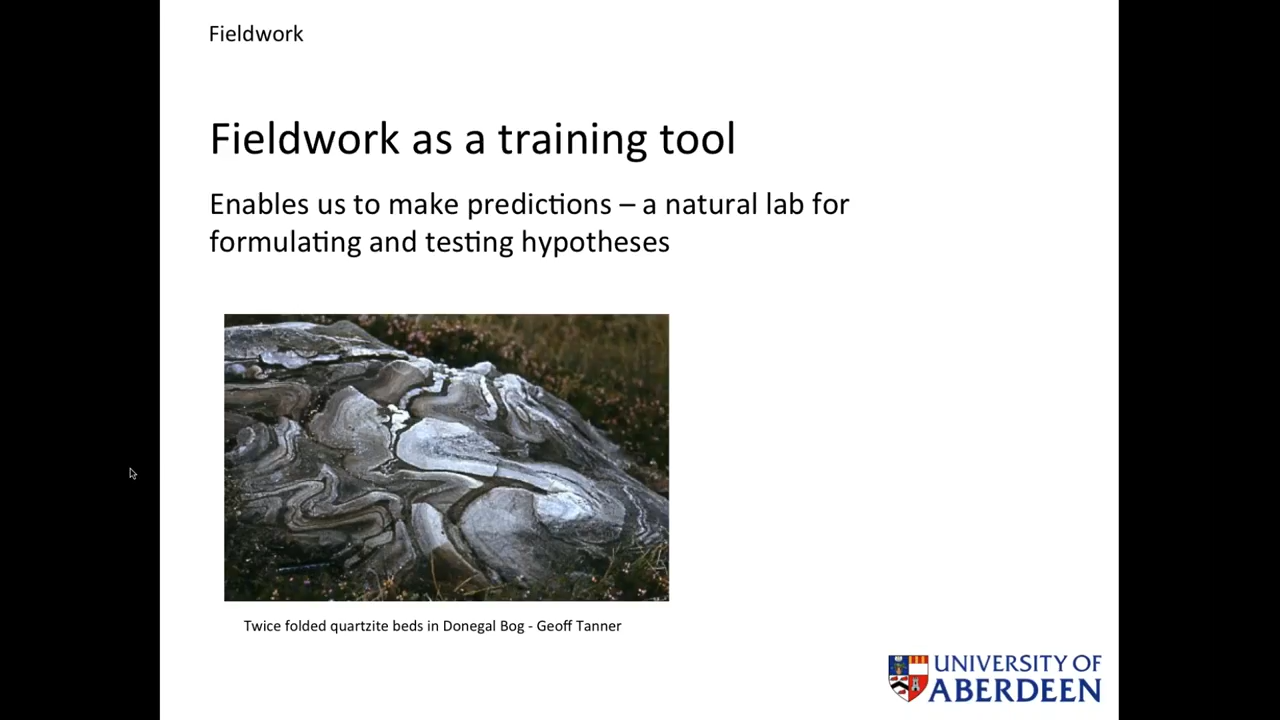 Fieldwork
Fieldwork as a training tool
Enables us to make predictions – a natural lab for
formulating and testing hypotheses
Twice folded quartzite beds in Donegal Bog - Geoff Tanner
UNIVERSITY OF
ABERDEEN